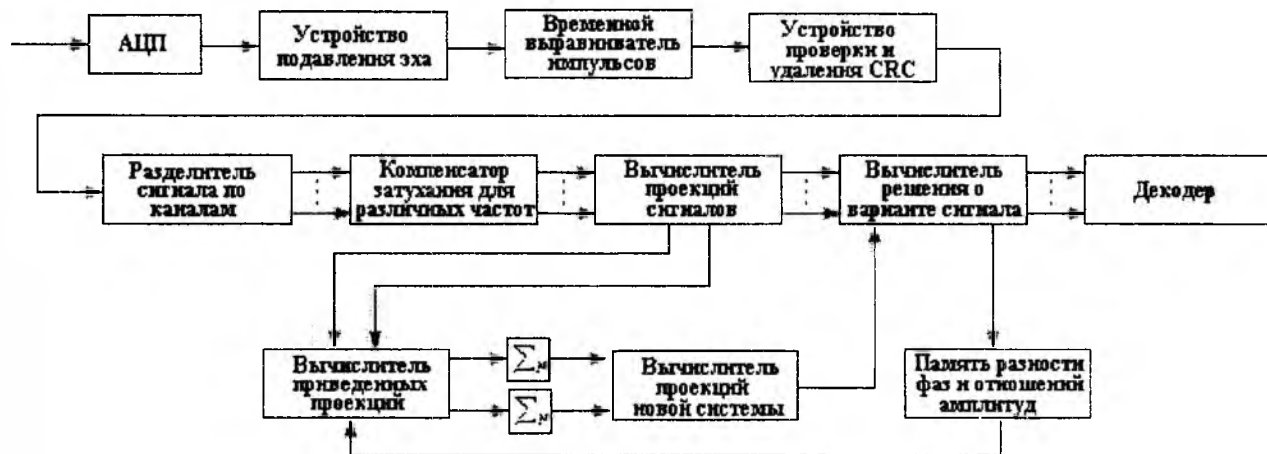 АЦП
Устройство
подавления эха
Временной
выравниватель
импульсов
Устройство
проверки и
удаления CRC
Разделитель
сигнала по
каналам
Компенсатор
затухания для
различных частот
Вычислитель
проекций
сигналов
Вычислитель
решения о
варианте сигнала
Декодер
Вычислитель
приведенных
проекций
∑N
∑N
Вычислитель
проекций
новой системы
Память разности
фаз и отношений
амплитуд